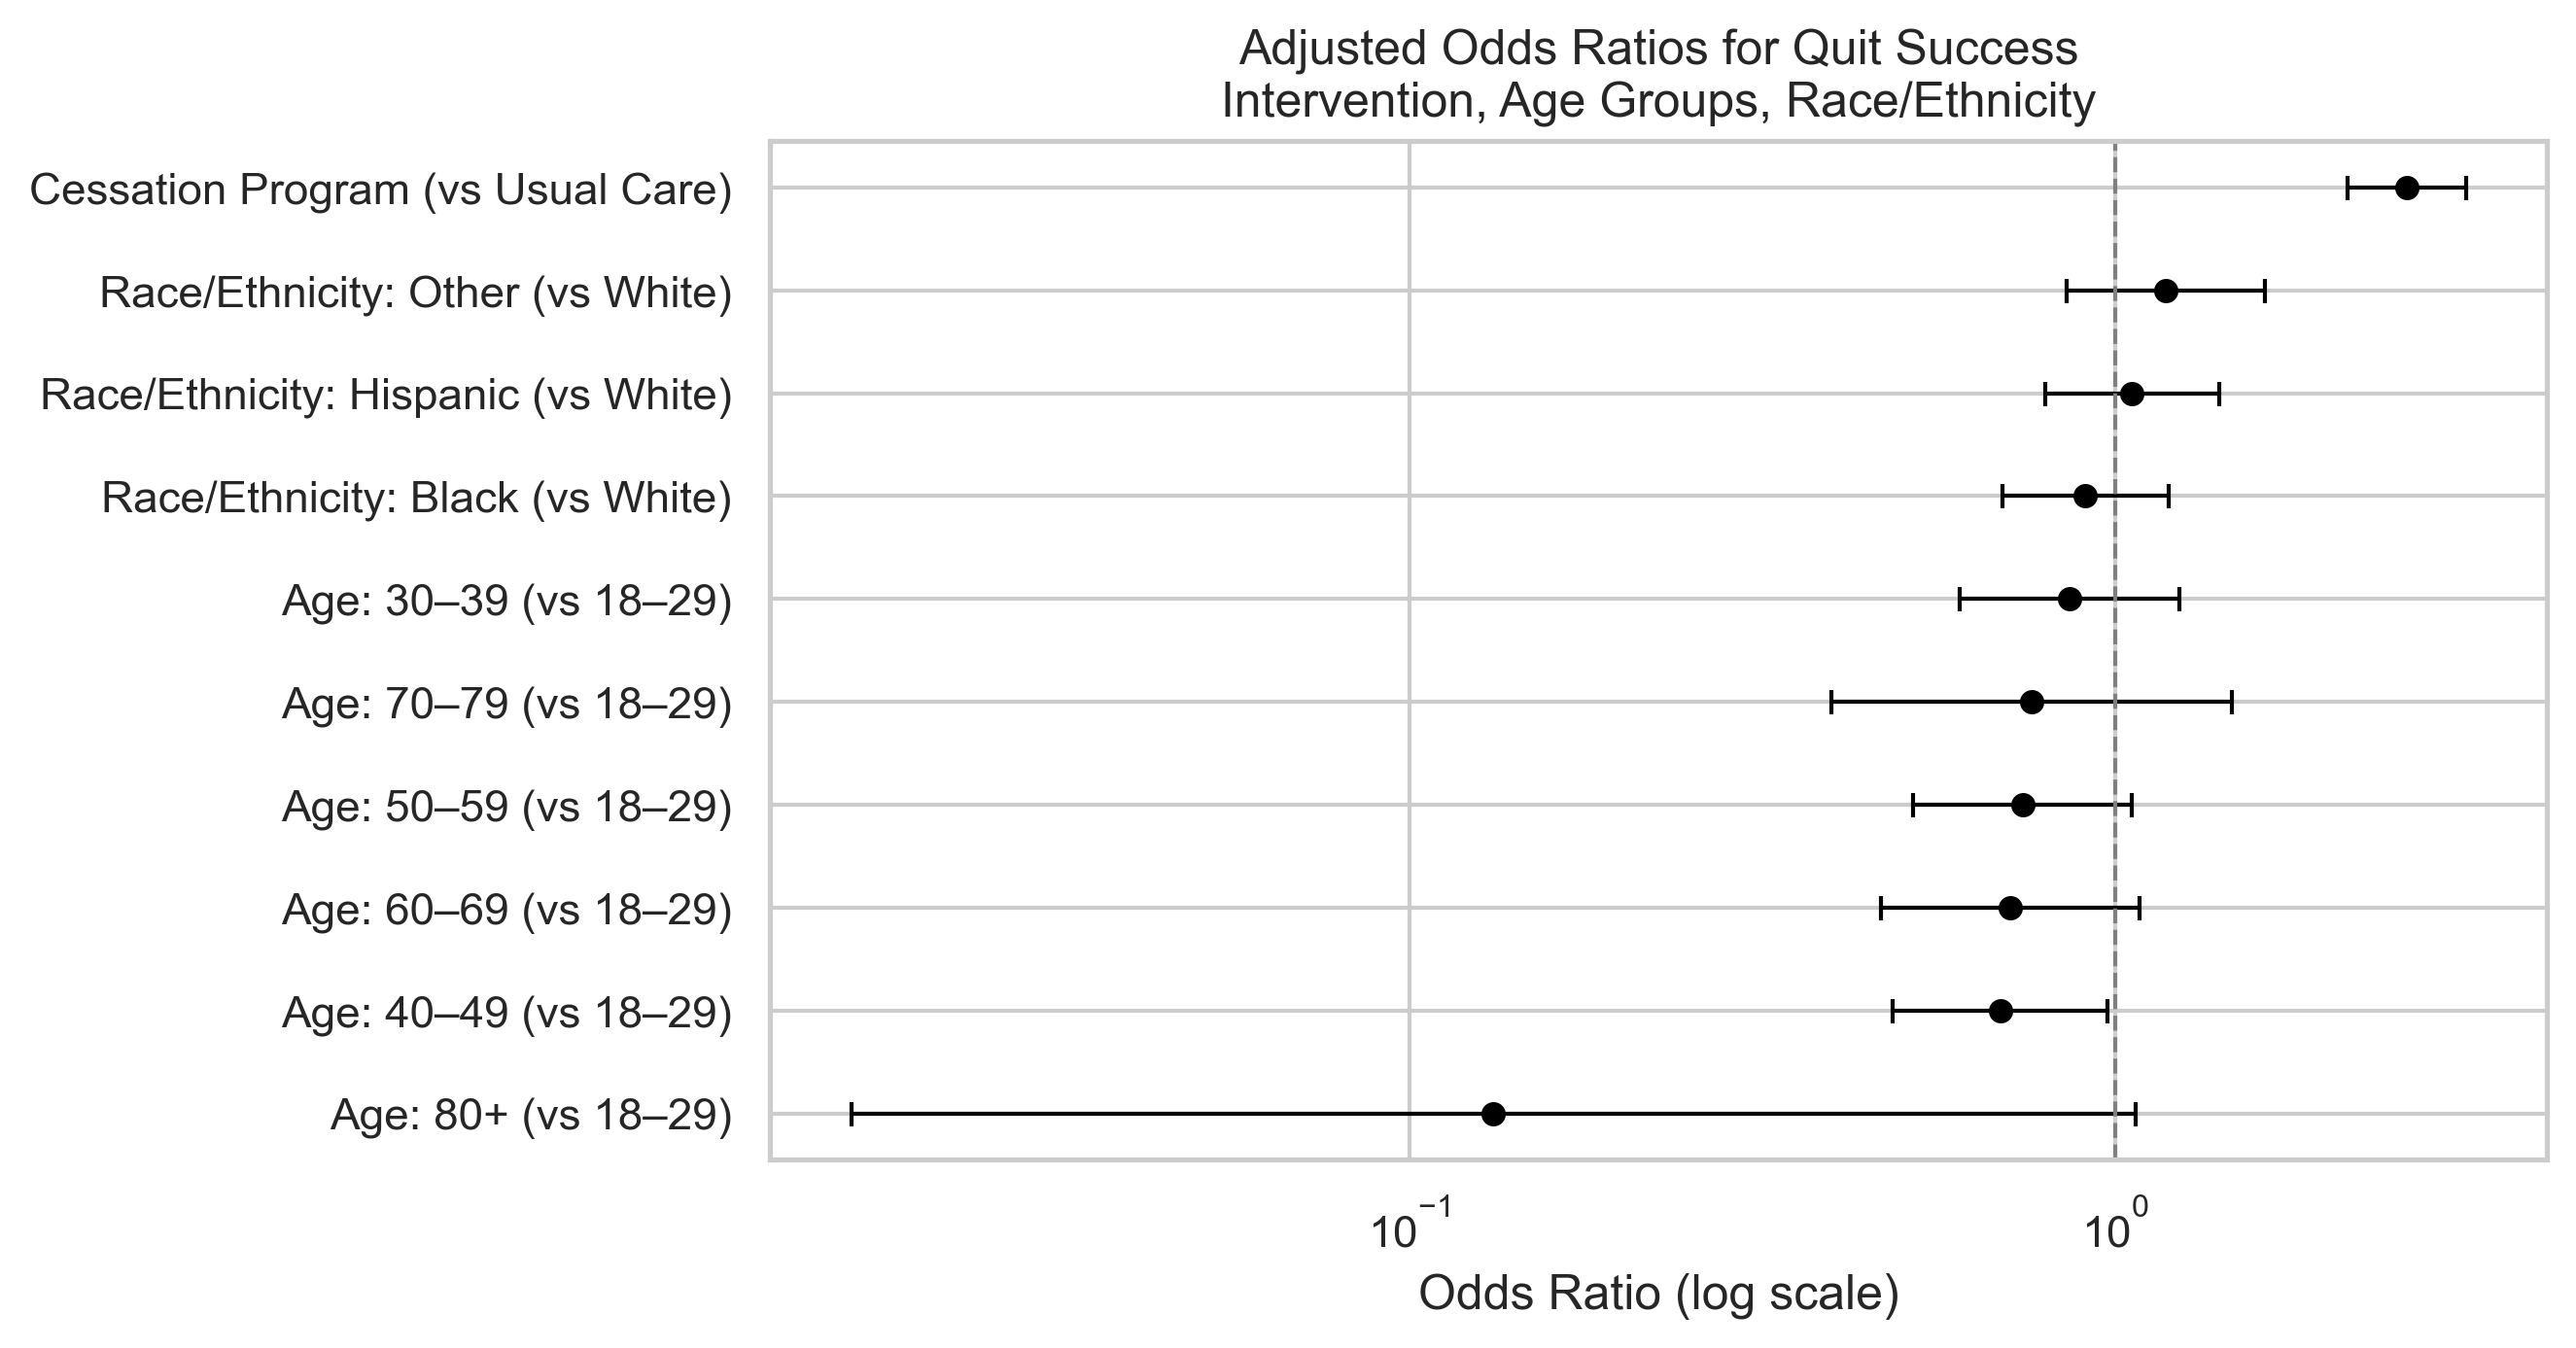 Adjusted Odds Ratios for Quit Success
Intervention, Age Groups, Race/Ethnicity
Cessation Program (vs Usual Care)
Race/Ethnicity: Other (vs White)
Race/Ethnicity: Hispanic (vs White)
Race/Ethnicity: Black (vs White)
Age: 30–39 (vs 18–29)
Age: 70–79 (vs 18–29)
Age: 50–59 (vs 18–29)
Age: 60–69 (vs 18–29)
Age: 40–49 (vs 18–29)
Age: 80+ (vs 18–29)
10⁻¹ 10⁰
Odds Ratio (log scale)